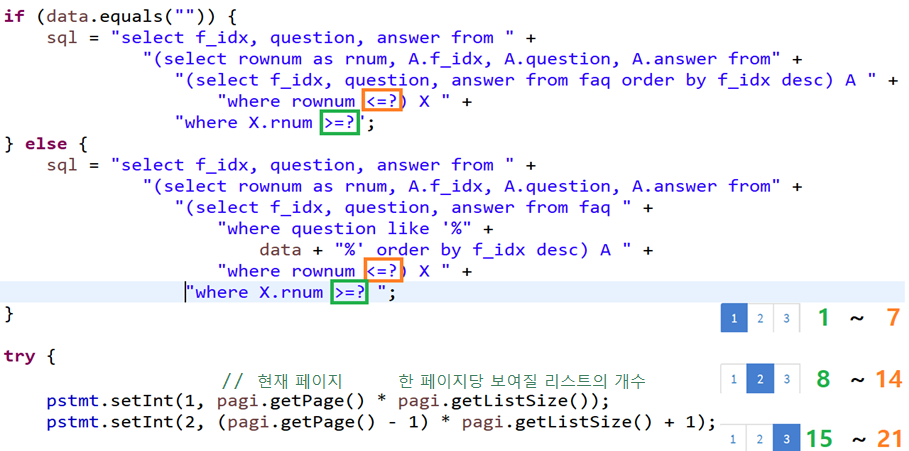 if (data.equals("")) {
    sql = "select f_idx, question, answer from " +
            "(select rownum as rnum, A.f_idx, A.question, A.answer from" +
                "(select f_idx, question, answer from faq order by f_idx desc) A " +
                    "where rownum <=?) X " +
                "where X.rnum >=?";
} else {
    sql = "select f_idx, question, answer from " +
            "(select rownum as rnum, A.f_idx, A.question, A.answer from" +
                "(select f_idx, question, answer from faq " +
                    "where question like '%" +
                        data + "%' order by f_idx desc) A " +
                    "where rownum <=?) X " +
                "where X.rnum >=? ";
}
1 2 3 1 ~ 7
try {
// 현재 페이지 한 페이지당 보여질 리스트의 개수
1 2 3 8 ~ 14
    pstmt.setInt(1, pagi.getPage() * pagi.getListSize());
    pstmt.setInt(2, (pagi.getPage() - 1) * pagi.getListSize() + 1);
1 2 3 15 ~ 21